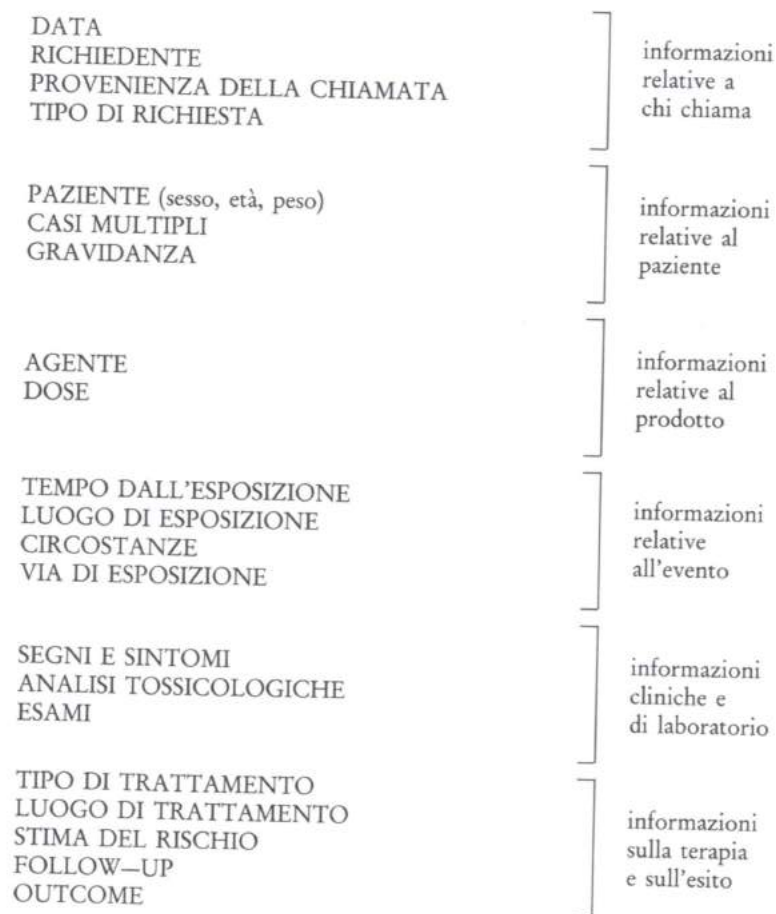 DATA
RICHIEDENTE
PROVENIENZA DELLA CHIAMATA
TIPO DI RICHIESTA
informazioni
relative a
chi chiama
PAZIENTE (sesso, età, peso)
CASI MULTIPLI
GRAVIDANZA
informazioni
relative al
paziente
AGENTE
DOSE
informazioni
relative al
prodotto
TEMPO DALL'ESPOSIZIONE
LUOGO DI ESPOSIZIONE
CIRCOSTANZE
VIA DI ESPOSIZIONE
informazioni
relative
all'evento
SEGNI E SINTOMI
ANALISI TOSSICOLOGICHE
ESAMI
informazioni
cliniche e
di laboratorio
TIPO DI TRATTAMENTO
LUOGO DI TRATTAMENTO
STIMA DEL RISCHIO
FOLLOW—UP
OUTCOME
informazioni
sulla terapia
e sull'esito